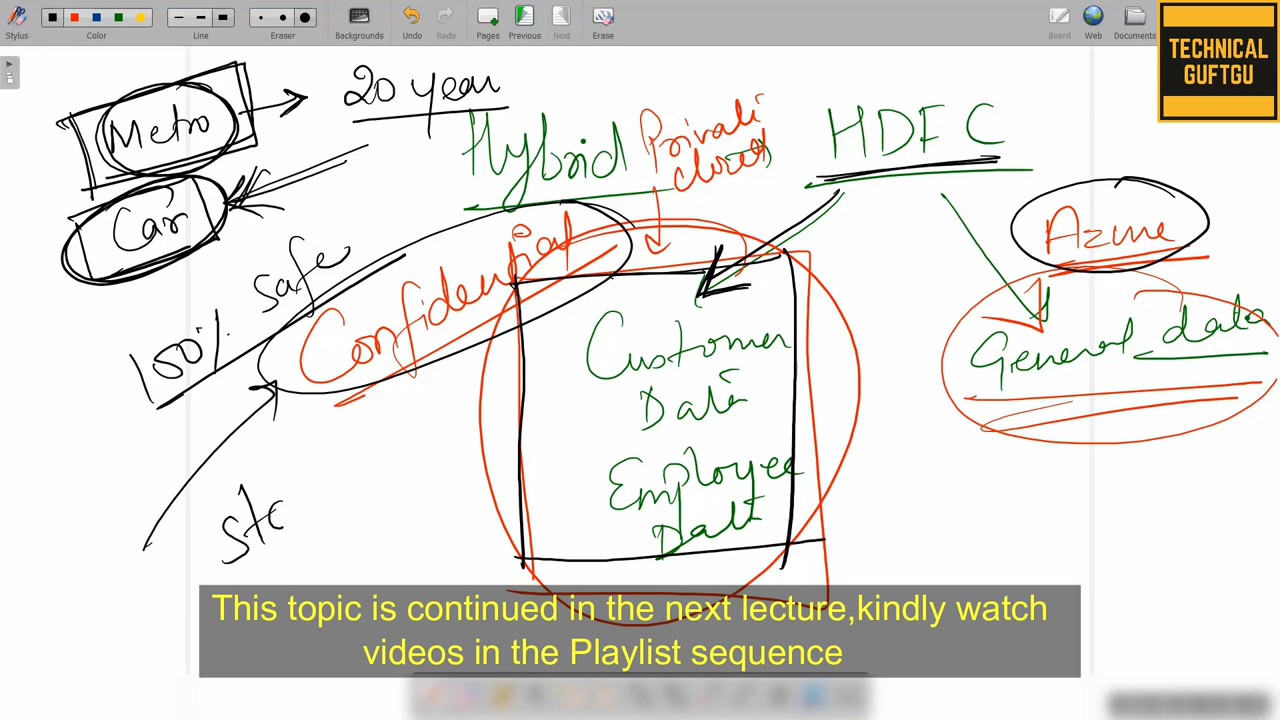 Stylus
Color
Line
Eraser
Backgrounds
Undo
Redo
Pages
Previous
Next
Erase
Board
Web
Documents
TECHNICAL
GUFTGU
Metro
20 year
Car
Hybrid
Private
HDFC
Azure
100% safe
Confidential
Customer
Data
General data
Employee
Data
This topic is continued in the next lecture,kindly watch
videos in the Playlist sequence